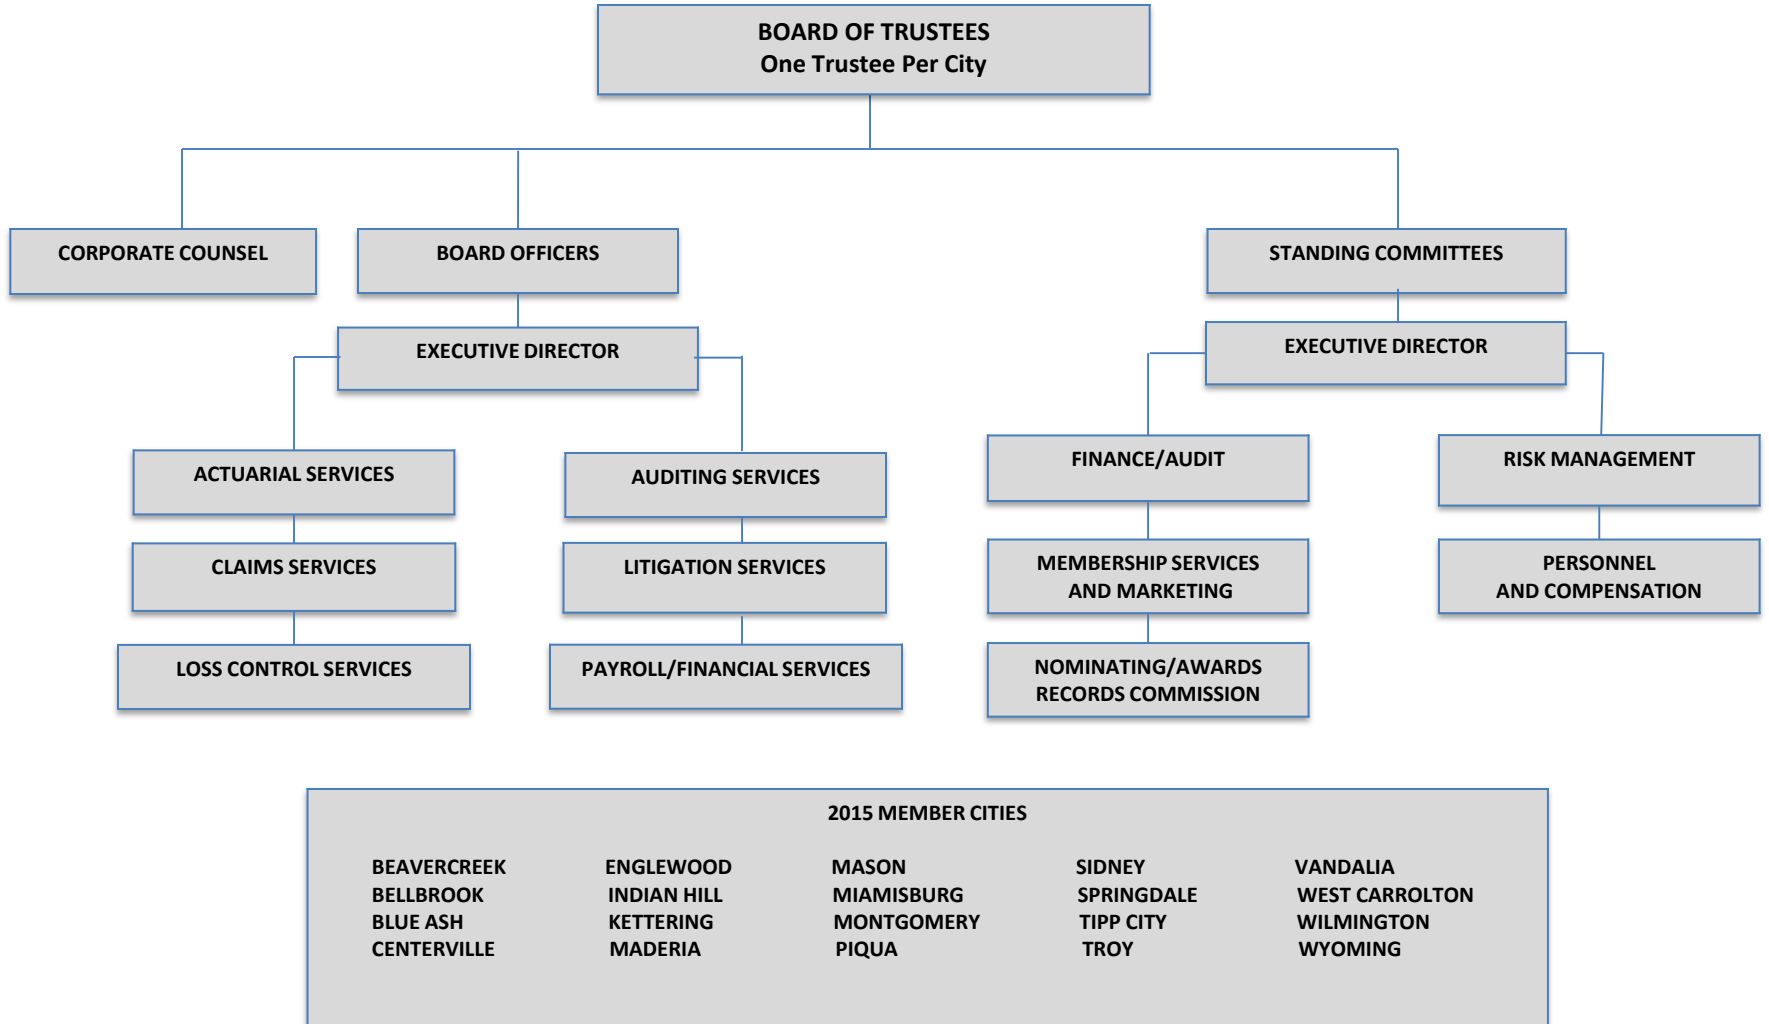 BOARD OF TRUSTEES
One Trustee Per City
CORPORATE COUNSEL
BOARD OFFICERS
STANDING COMMITTEES
EXECUTIVE DIRECTOR
EXECUTIVE DIRECTOR
ACTUARIAL SERVICES
AUDITING SERVICES
FINANCE/AUDIT
RISK MANAGEMENT
CLAIMS SERVICES
LITIGATION SERVICES
MEMBERSHIP SERVICES
AND MARKETING
PERSONNEL
AND COMPENSATION
LOSS CONTROL SERVICES
PAYROLL/FINANCIAL SERVICES
NOMINATING/AWARDS
RECORDS COMMISSION
2015 MEMBER CITIES
BEAVERCREEK ENGLEWOOD MASON SIDNEY VANDALIA
BELLBROOK INDIAN HILL MIAMISBURG SPRINGDALE WEST CARROLTON
BLUE ASH KETTERING MONTGOMERY TIPP CITY WILMINGTON
CENTERVILLE MADERIA PIQUA TROY WYOMING